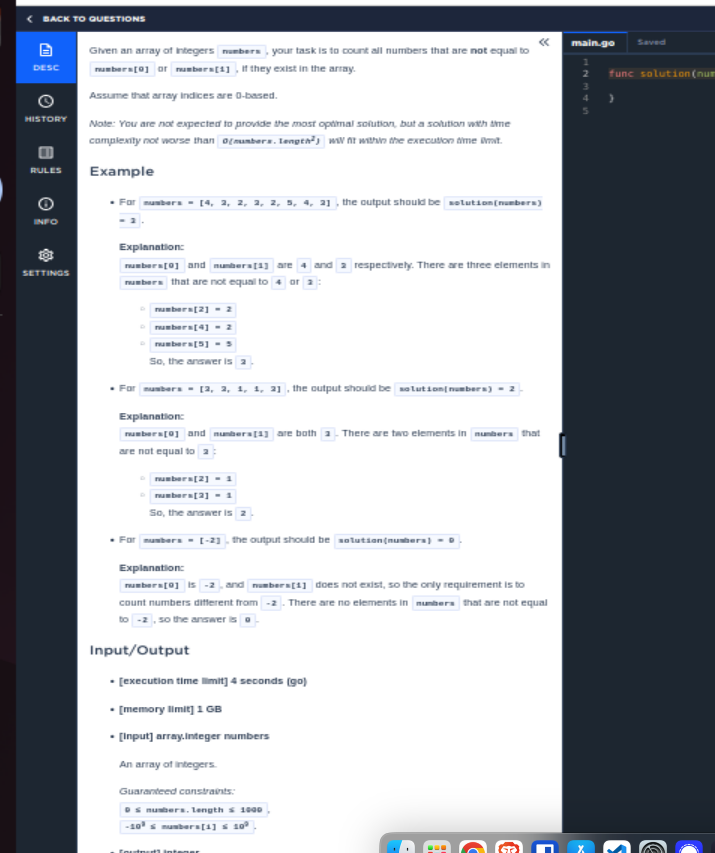 BACK TO QUESTIONS
DESC
HISTORY
RULES
INFO
SETTINGS
Given an array of integers numbers, your task is to count all numbers that are not equal to
numbers[0] or numbers[1], if they exist in the array.
Assume that array indices are 0-based.
Note: You are not expected to provide the most optimal solution, but a solution with time
complexity not worse than O(numbers.length²) will fit within the execution time limit.
Example
• For numbers = [4, 3, 2, 3, 2, 5, 4, 3], the output should be solution(numbers)
= 3.
Explanation:
numbers[0] and numbers[1] are 4 and 3 respectively. There are three elements in
numbers that are not equal to 4 or 3:
◦ numbers[2] = 2
◦ numbers[4] = 2
◦ numbers[5] = 5
So, the answer is 3.
• For numbers = [3, 3, 1, 1, 3], the output should be solution(numbers) = 2.
Explanation:
numbers[0] and numbers[1] are both 3. There are two elements in numbers that
are not equal to 3:
◦ numbers[2] = 1
◦ numbers[3] = 1
So, the answer is 2.
• For numbers = [-2], the output should be solution(numbers) = 0.
Explanation:
numbers[0] is -2, and numbers[1] does not exist, so the only requirement is to
count numbers different from -2. There are no elements in numbers that are not equal
to -2, so the answer is 0.
Input/Output
• [execution time limit] 4 seconds (go)
• [memory limit] 1 GB
• [input] array.integer numbers
An array of integers.
Guaranteed constraints:
0 ≤ numbers.length ≤ 1000,
-10⁹ ≤ numbers[i] ≤ 10⁹.
• [output] integer
main.go Saved
1
2 func solution(num
3
4 }
5